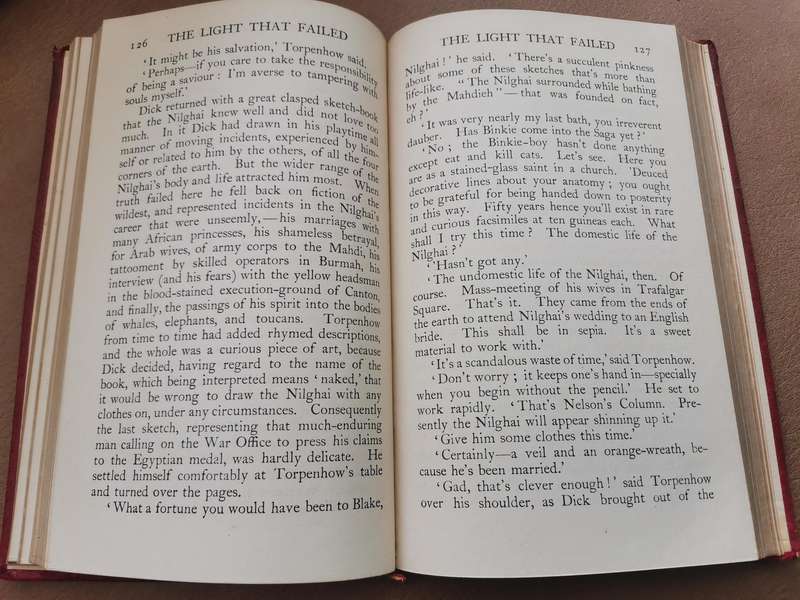 126 THE LIGHT THAT FAILED
‘It might be his salvation,’ Torpenhow said.
‘Perhaps—if you care to take the responsibility
of being a saviour : I’m averse to tampering with
souls myself.’
Dick returned with a great clasped sketch-book
that the Nilghai knew well and did not love too
much. In it Dick had drawn in his playtime all
manner of moving incidents, experienced by him-
self or related to him by the others, of all the four
corners of the earth. But the wider range of the
Nilghai’s body and life attracted him most. When
truth failed here he fell back on fiction of the
wildest, and represented incidents in the Nilghai’s
career that were unseemly,—his marriages with
many African princesses, his shameless betrayal,
for Arab wives, of army corps to the Mahdi, his
tattooment by skilled operators in Burmah, his
interview (and his fears) with the yellow headsman
in the blood-stained execution-ground of Canton,
and finally, the passings of his spirit into the bodies
of whales, elephants, and toucans. Torpenhow
from time to time had added rhymed descriptions,
and the whole was a curious piece of art, because
Dick decided, having regard to the name of the
book, which being interpreted means ‘naked,’ that
it would be wrong to draw the Nilghai with any
clothes on, under any circumstances. Consequently
the last sketch, representing that much-enduring
man calling on the War Office to press his claims
to the Egyptian medal, was hardly delicate. He
settled himself comfortably at Torpenhow’s table
and turned over the pages.
‘What a fortune you would have been to Blake,
THE LIGHT THAT FAILED 127
Nilghai !’ he said. ‘There’s a succulent pinkness
about some of these sketches that’s more than
life-like. “The Nilghai surrounded while bathing
by the Mahdieh”—that was founded on fact,
eh ?’
‘It was very nearly my last bath, you irreverent
dauber. Has Binkie come into the Saga yet ?’
‘No ; the Binkie-boy hasn’t done anything
except eat and kill cats. Let’s see. Here you
are as a stained-glass saint in a church. ’Deuced
decorative lines about your anatomy ; you ought
to be grateful for being handed down to posterity
in this way. Fifty years hence you’ll exist in rare
and curious facsimiles at ten guineas each. What
shall I try this time ? The domestic life of the
Nilghai ?’
‘Hasn’t got any.’
‘The undomestic life of the Nilghai, then. Of
course. Mass-meeting of his wives in Trafalgar
Square. That’s it. They came from the ends of
the earth to attend Nilghai’s wedding to an English
bride. This shall be in sepia. It’s a sweet
material to work with.’
‘It’s a scandalous waste of time,’ said Torpenhow.
‘Don’t worry ; it keeps one’s hand in—specially
when you begin without the pencil.’ He set to
work rapidly. ‘That’s Nelson’s Column. Pre-
sently the Nilghai will appear shinning up it.’
‘Give him some clothes this time.’
‘Certainly—a veil and an orange-wreath, be-
cause he’s been married.’
‘Gad, that’s clever enough !’ said Torpenhow
over his shoulder, as Dick brought out of the